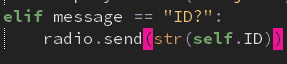 elif message == "ID?":
radio.send(str(self.ID))